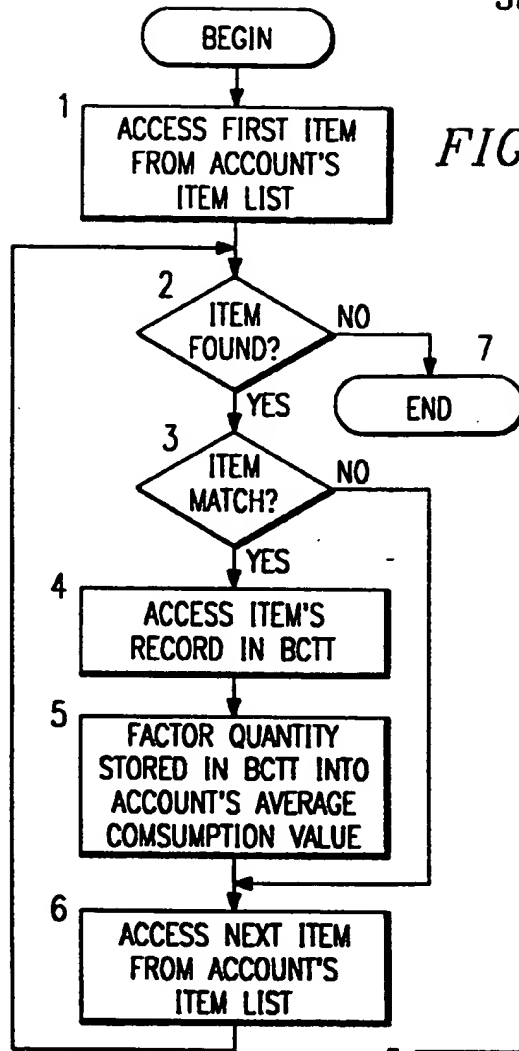 BEGIN
1
ACCESS FIRST ITEM
FROM ACCOUNT'S
ITEM LIST
FIG
2
ITEM
FOUND?
NO
7
END
YES
3
ITEM
MATCH?
NO
YES
4
ACCESS ITEM'S
RECORD IN BCTT
5
FACTOR QUANTITY
STORED IN BCTT INTO
ACCOUNT'S AVERAGE
COMSUMPTION VALUE
6
ACCESS NEXT ITEM
FROM ACCOUNT'S
ITEM LIST